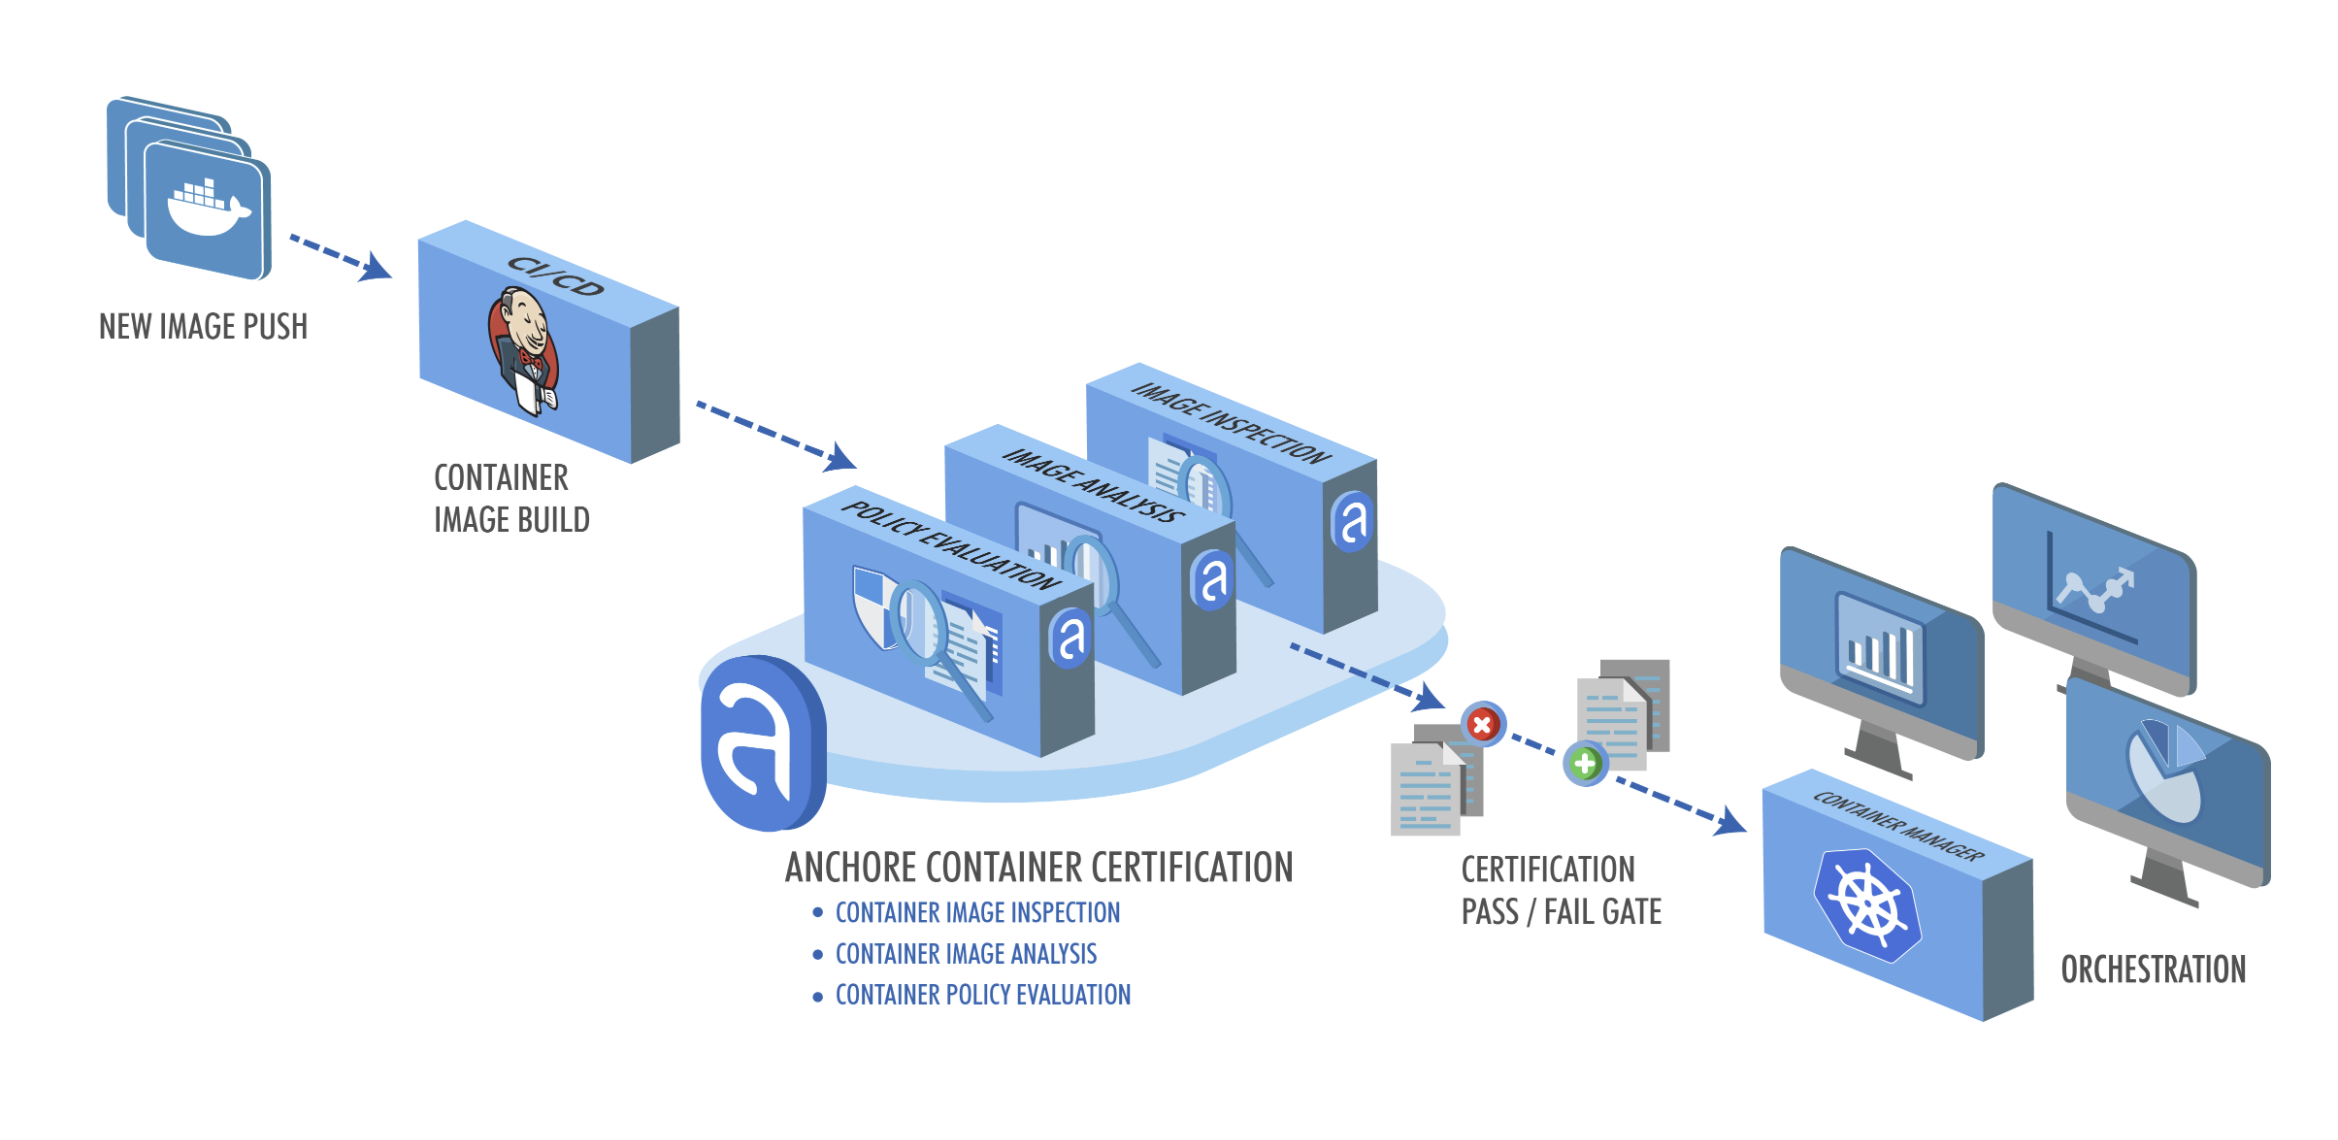 NEW IMAGE PUSH
CI/CD
CONTAINER
IMAGE BUILD
IMAGE INSPECTION
IMAGE ANALYSIS
POLICY EVALUATION
a
a
a
a
ANCHORE CONTAINER CERTIFICATION
• CONTAINER IMAGE INSPECTION
• CONTAINER IMAGE ANALYSIS
• CONTAINER POLICY EVALUATION
CERTIFICATION
PASS / FAIL GATE
CONTAINER MANAGER
ORCHESTRATION